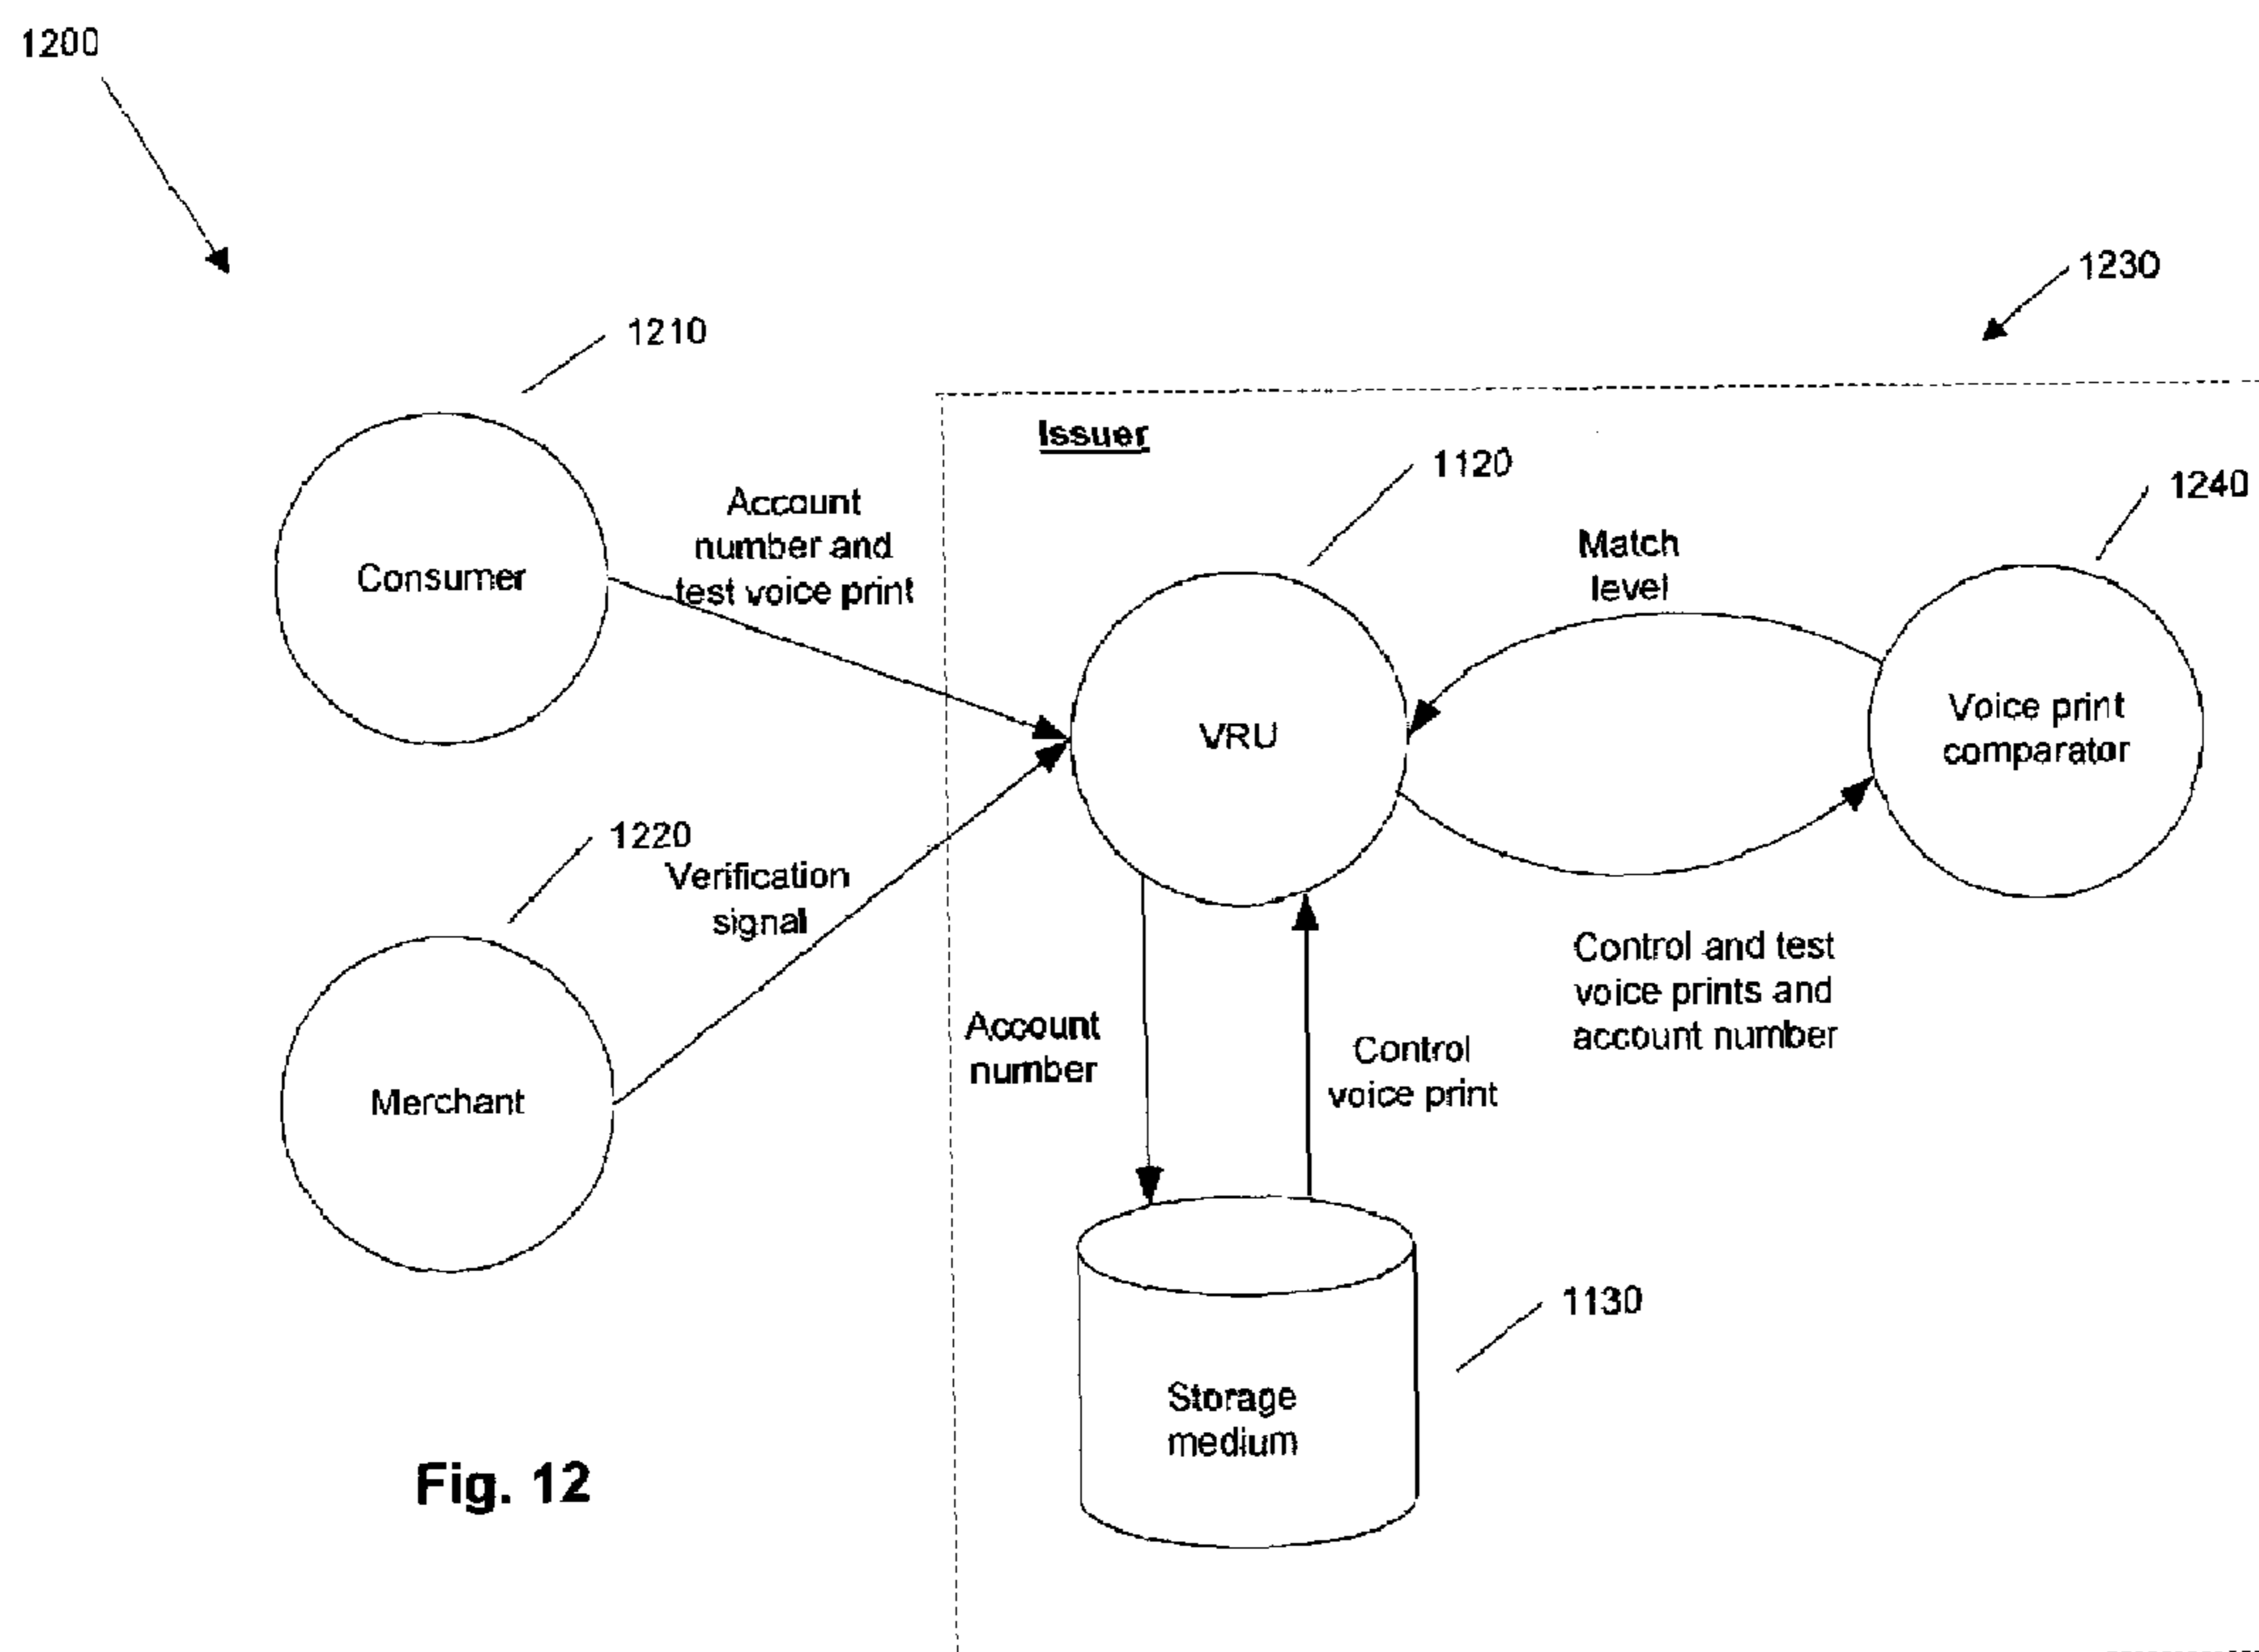 1200
1230
1210
Issuer
1120
1240
Account
number and
test voice print
Match
level
Consumer
VRU
Voice print
comparator
1220
Verification
signal
Control and test
voice prints and
account number
Account
number
Control
voice print
Merchant
1130
Storage
medium
Fig. 12